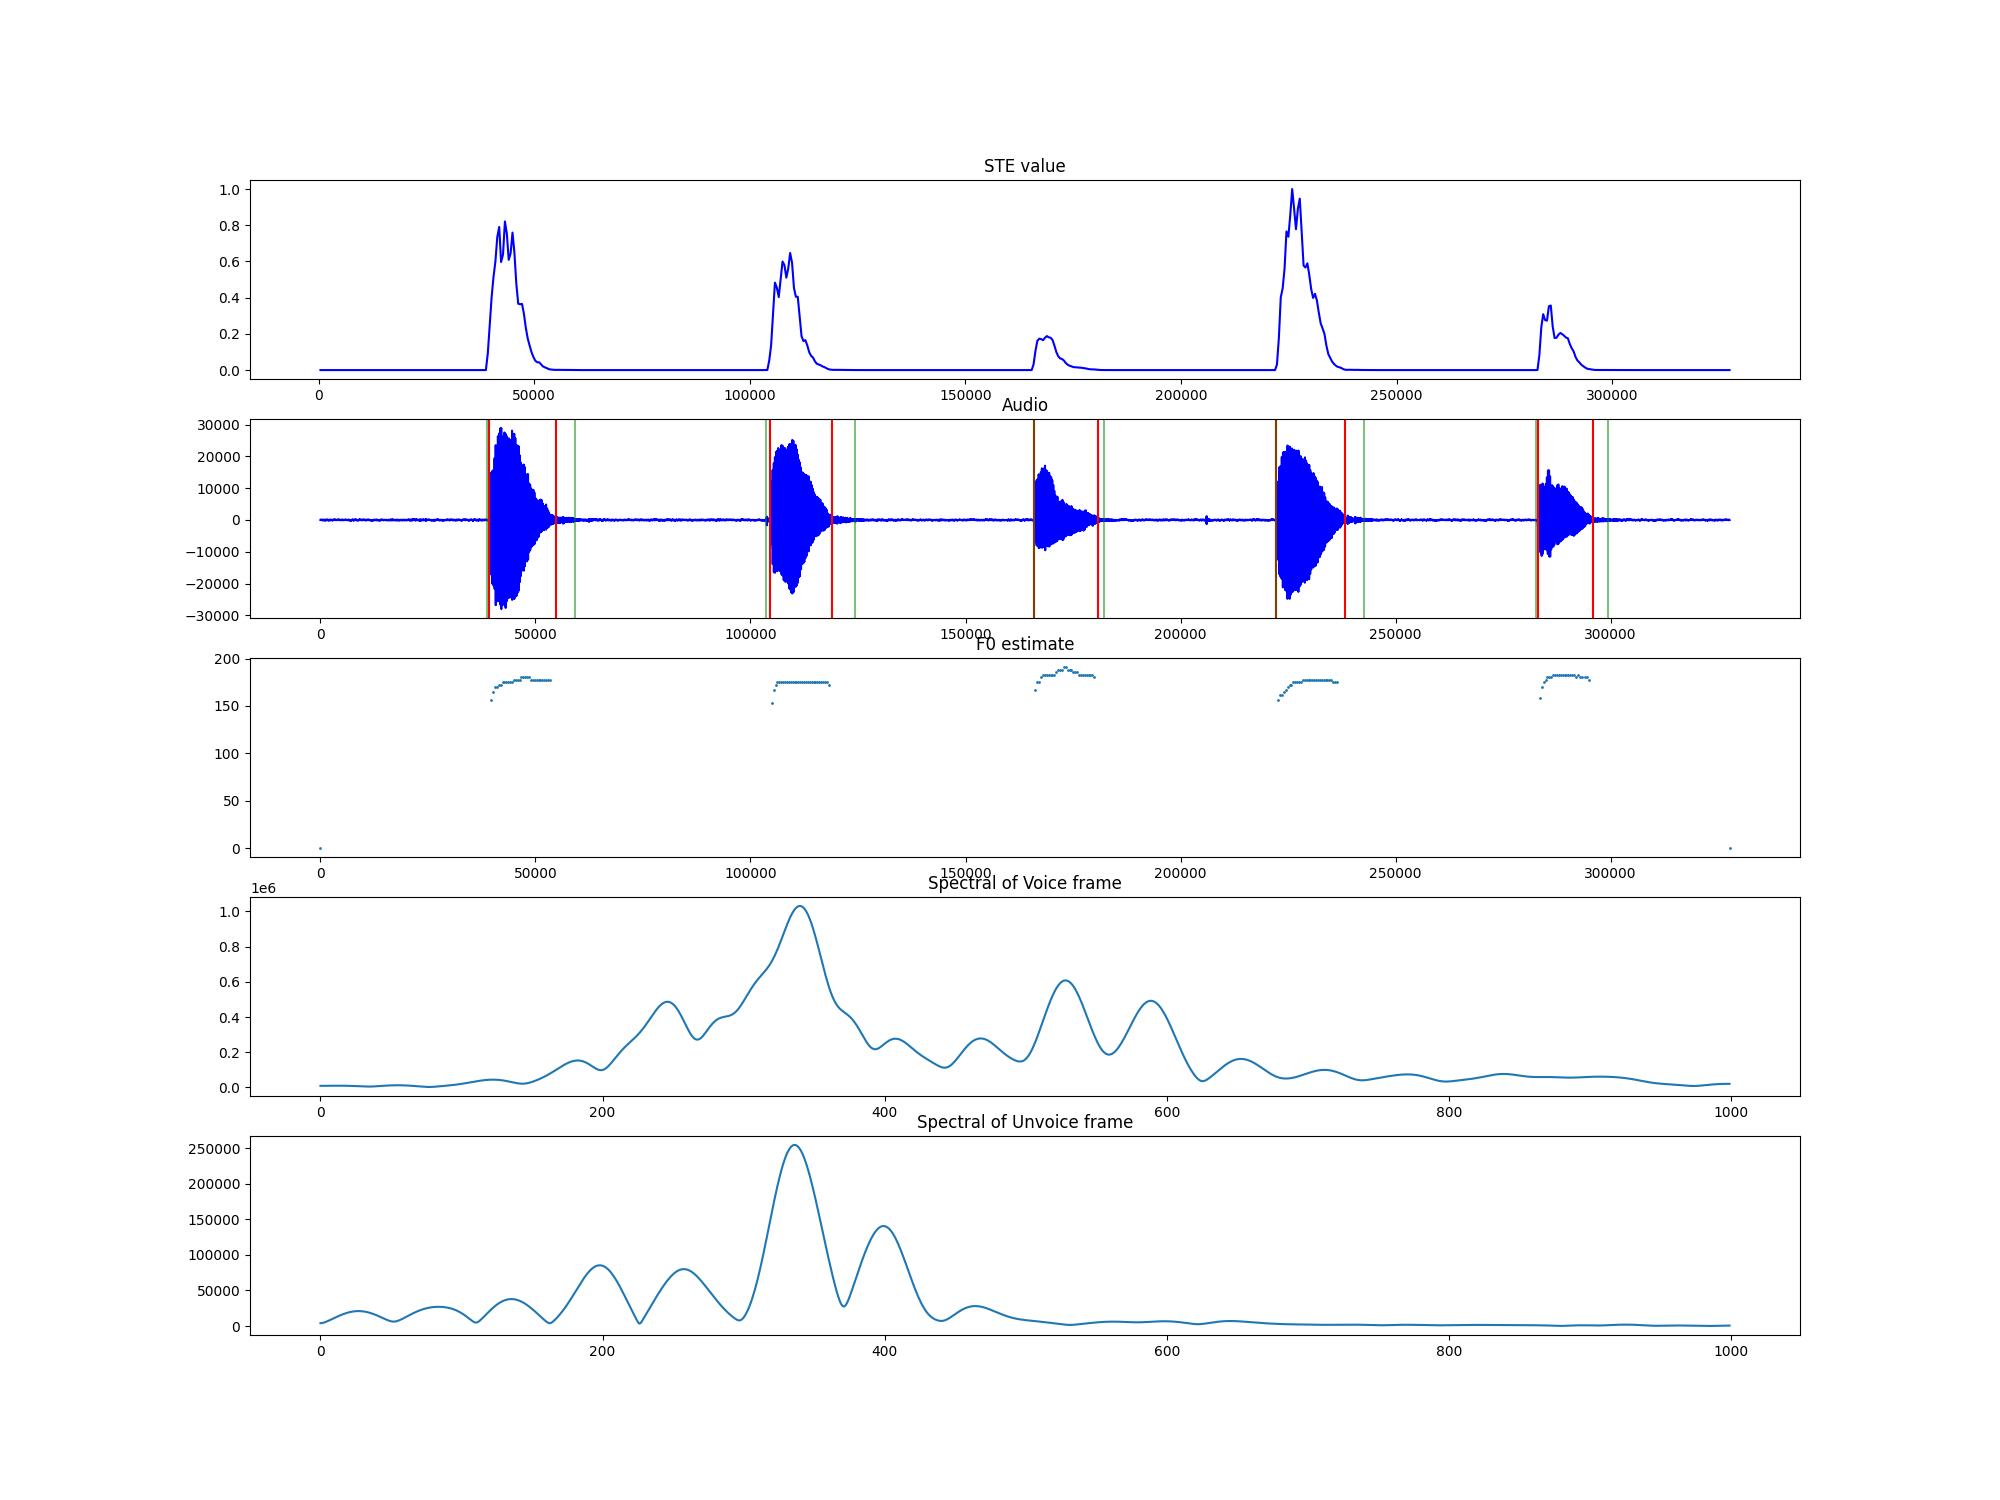 STE value
1.0
0.8
0.6
0.4
0.2
0.0
0 50000 100000 150000 200000 250000 300000
Audio
30000
20000
10000
0
−10000
−20000
−30000
0 50000 100000 150000 200000 250000 300000
F0 estimate
200
150
100
50
0
0 50000 100000 150000 200000 250000 300000
Spectral of Voice frame
1e6
1.0
0.8
0.6
0.4
0.2
0.0
0 200 400 600 800 1000
Spectral of Unvoice frame
250000
200000
150000
100000
50000
0
0 200 400 600 800 1000